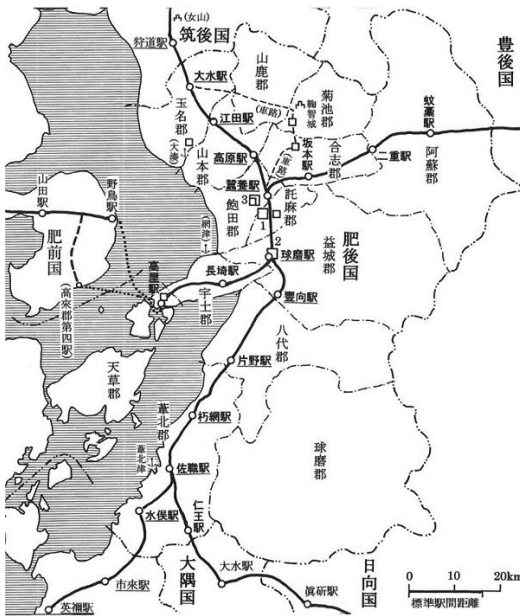 (女山)
狩道駅
筑後国
豊後国
大水駅
山鹿郡
菊池郡
鞠智城
(車路)
玉名郡
江田駅
(大湊)
山本郡
高原駅
(車路)
坂本駅
合志郡
二重駅
蚊藁駅
阿蘇郡
蠶養駅
3
飽田郡
託麻郡
1
山田駅
野鳥駅
肥前国
(高來郡第四駅)
(網津)
2
球磨駅
肥後国
益城郡
高屋駅
長埼駅
宇土郡
豊向駅
八代郡
天草郡
片野駅
葦北郡
朽網駅
球磨郡
葦北津
佐職駅
水俣駅
仁王駅
市來駅
大隅国
大水駅
日向国
英禰駅
眞斫駅
0 10 20km
標準駅間距離